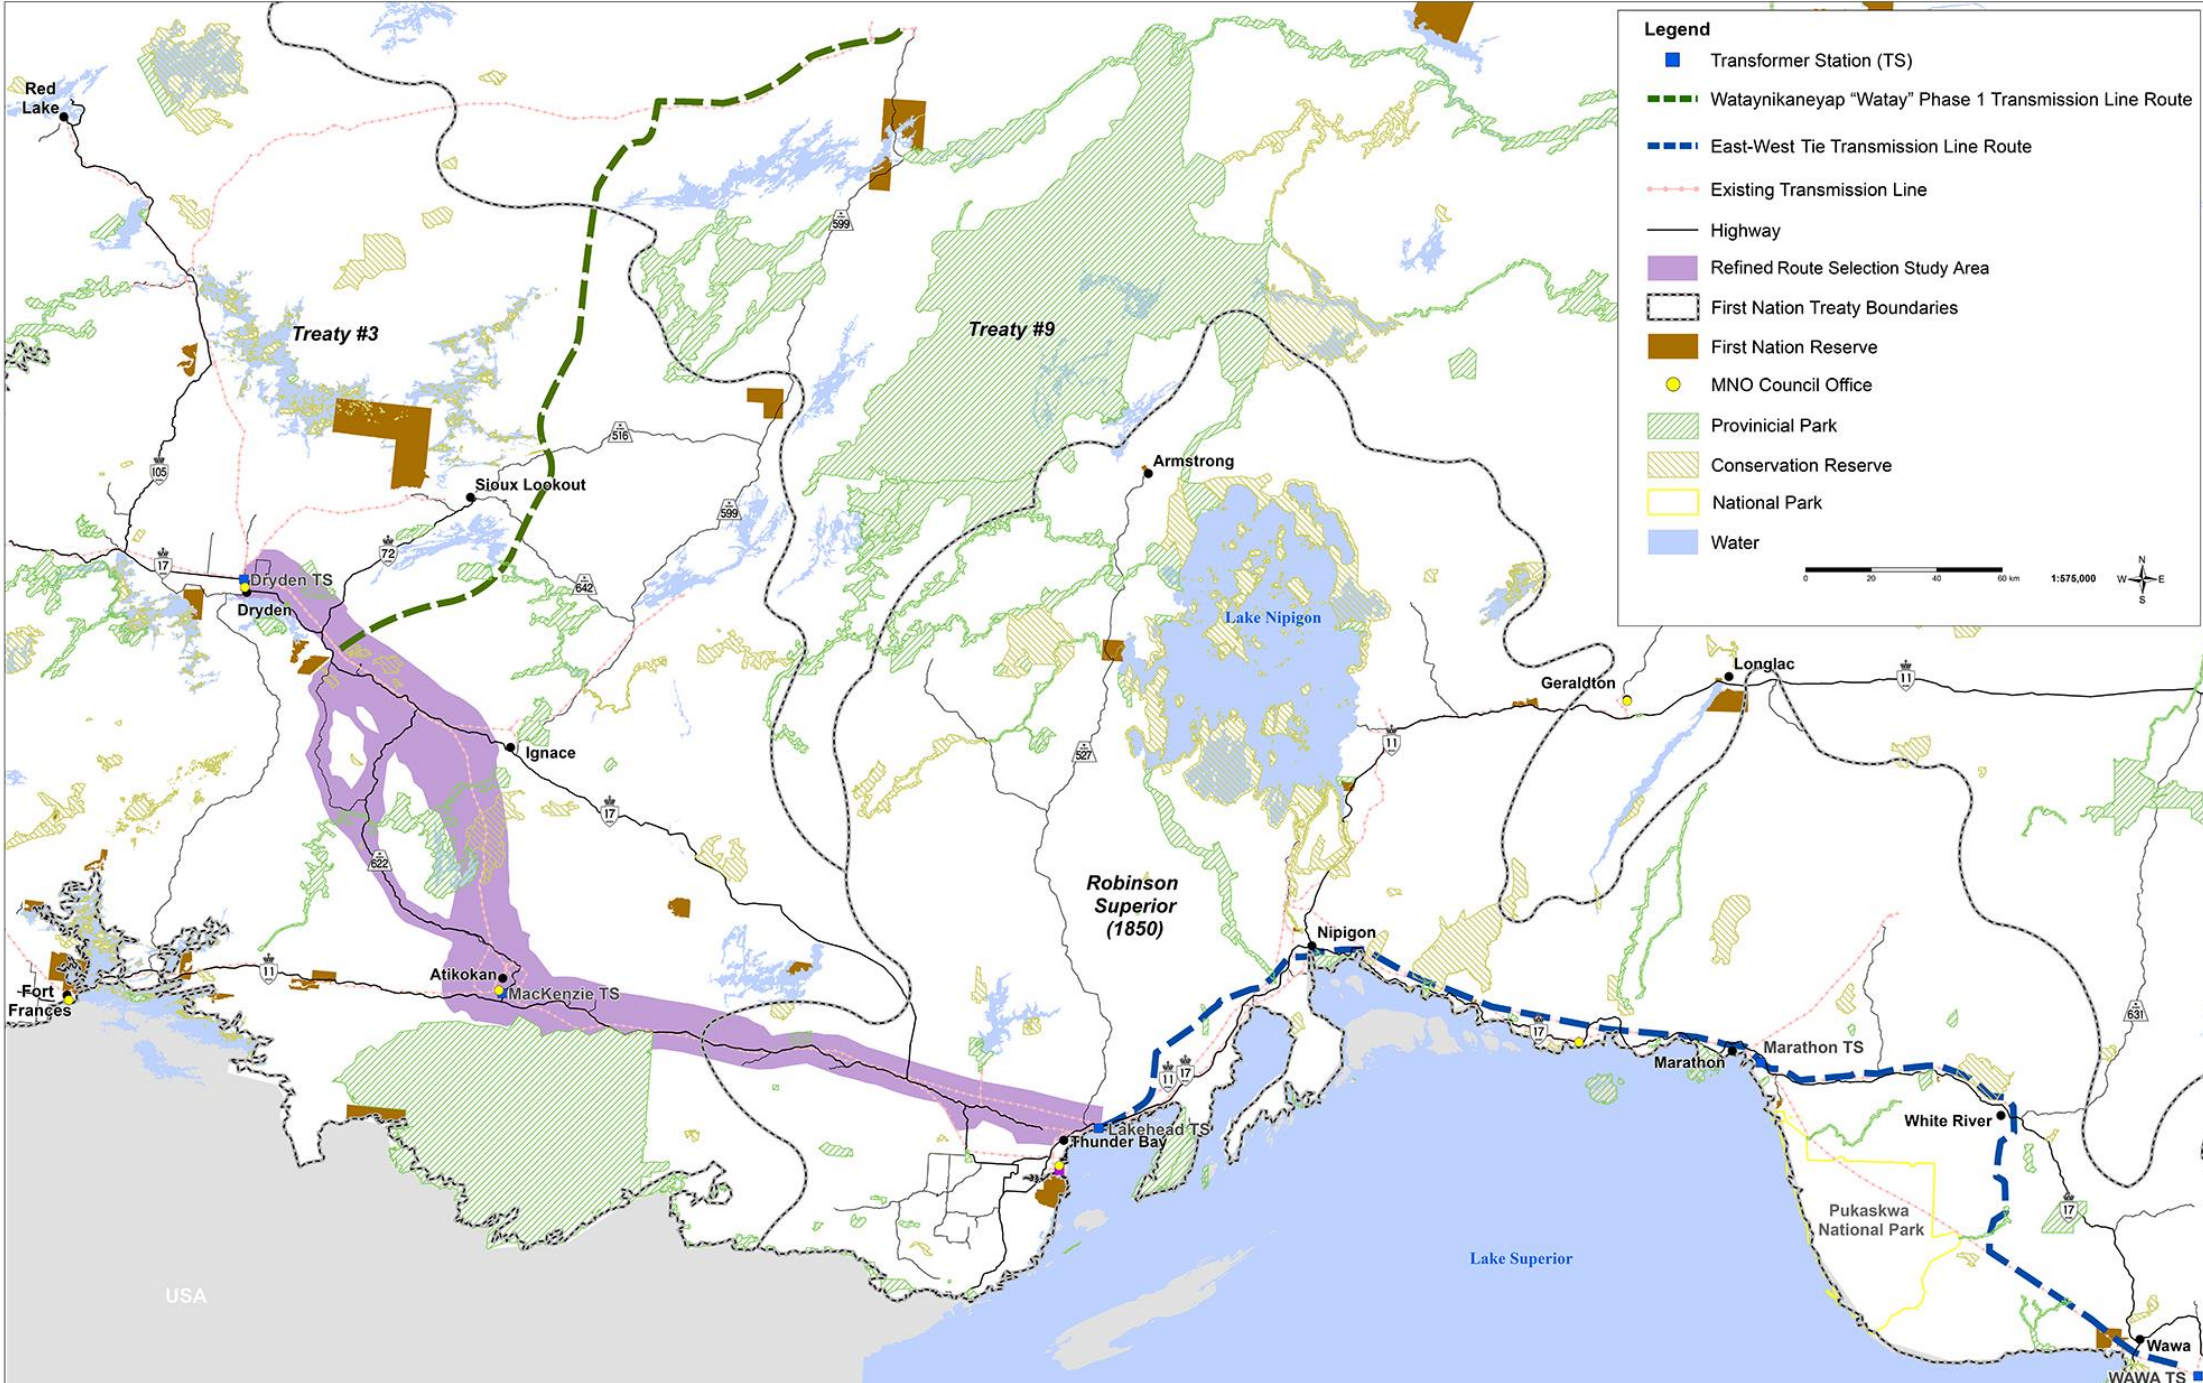 Legend
Transformer Station (TS)
Wataynikaneyap “Watay” Phase 1 Transmission Line Route
East-West Tie Transmission Line Route
Existing Transmission Line
Highway
Refined Route Selection Study Area
First Nation Treaty Boundaries
First Nation Reserve
MNO Council Office
Provinicial Park
Conservation Reserve
National Park
Water
0 20 40 60 km
1:575,000
N
W E
S
Red
Lake
599
Treaty #3
Treaty #9
516
105
Armstrong
Sioux Lookout
599
72
17
Dryden TS
642
Dryden
Lake Nipigon
Longlac
11
Geraldton
11
Ignace
527
17
622
Robinson
Superior
(1850)
Nipigon
11
Atikokan
MacKenzie TS
Fort
Frances
631
17
Marathon TS
Marathon
11
17
White River
Lakehead TS
Thunder Bay
17
Pukaskwa
National Park
Lake Superior
USA
Wawa
WAWA TS